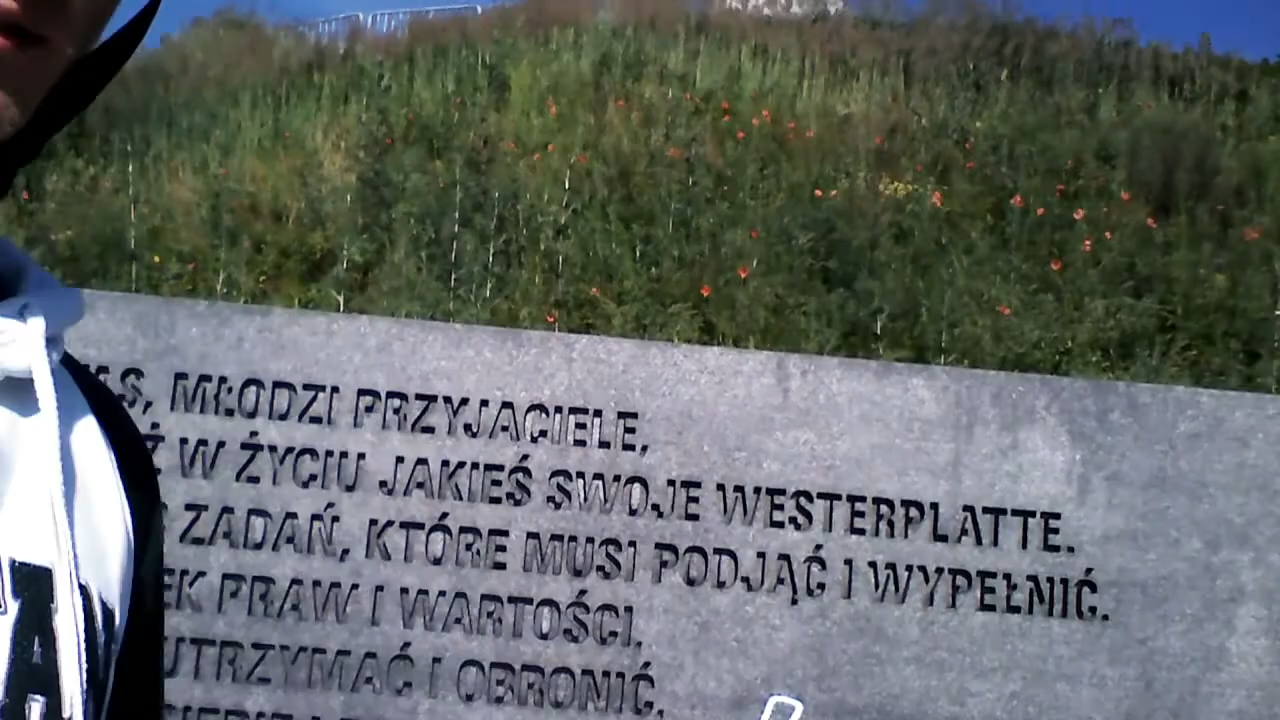 MŁODZI PRZYJACIELE,
W ŻYCIU JAKIEŚ SWOJE WESTERPLATTE.
ZADAŃ, KTÓRE MUSI PODJĄĆ I WYPEŁNIĆ.
PRAW I WARTOŚCI,
UTRZYMAĆ I OBRONIĆ,